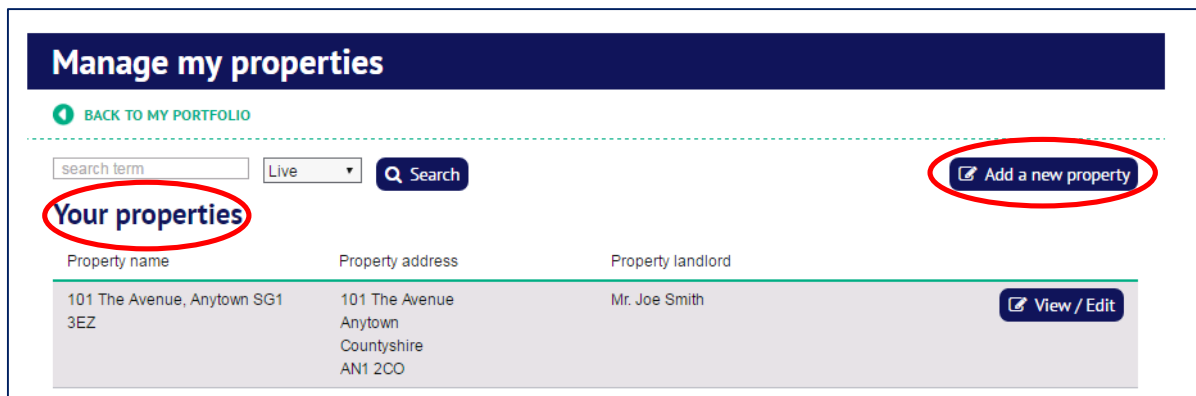 Manage my properties
BACK TO MY PORTFOLIO
search term Live Search Add a new property
Your properties
Property name Property address Property landlord
101 The Avenue, Anytown SG1 101 The Avenue Mr. Joe Smith View / Edit
3EZ Anytown
Countyshire
AN1 2CO